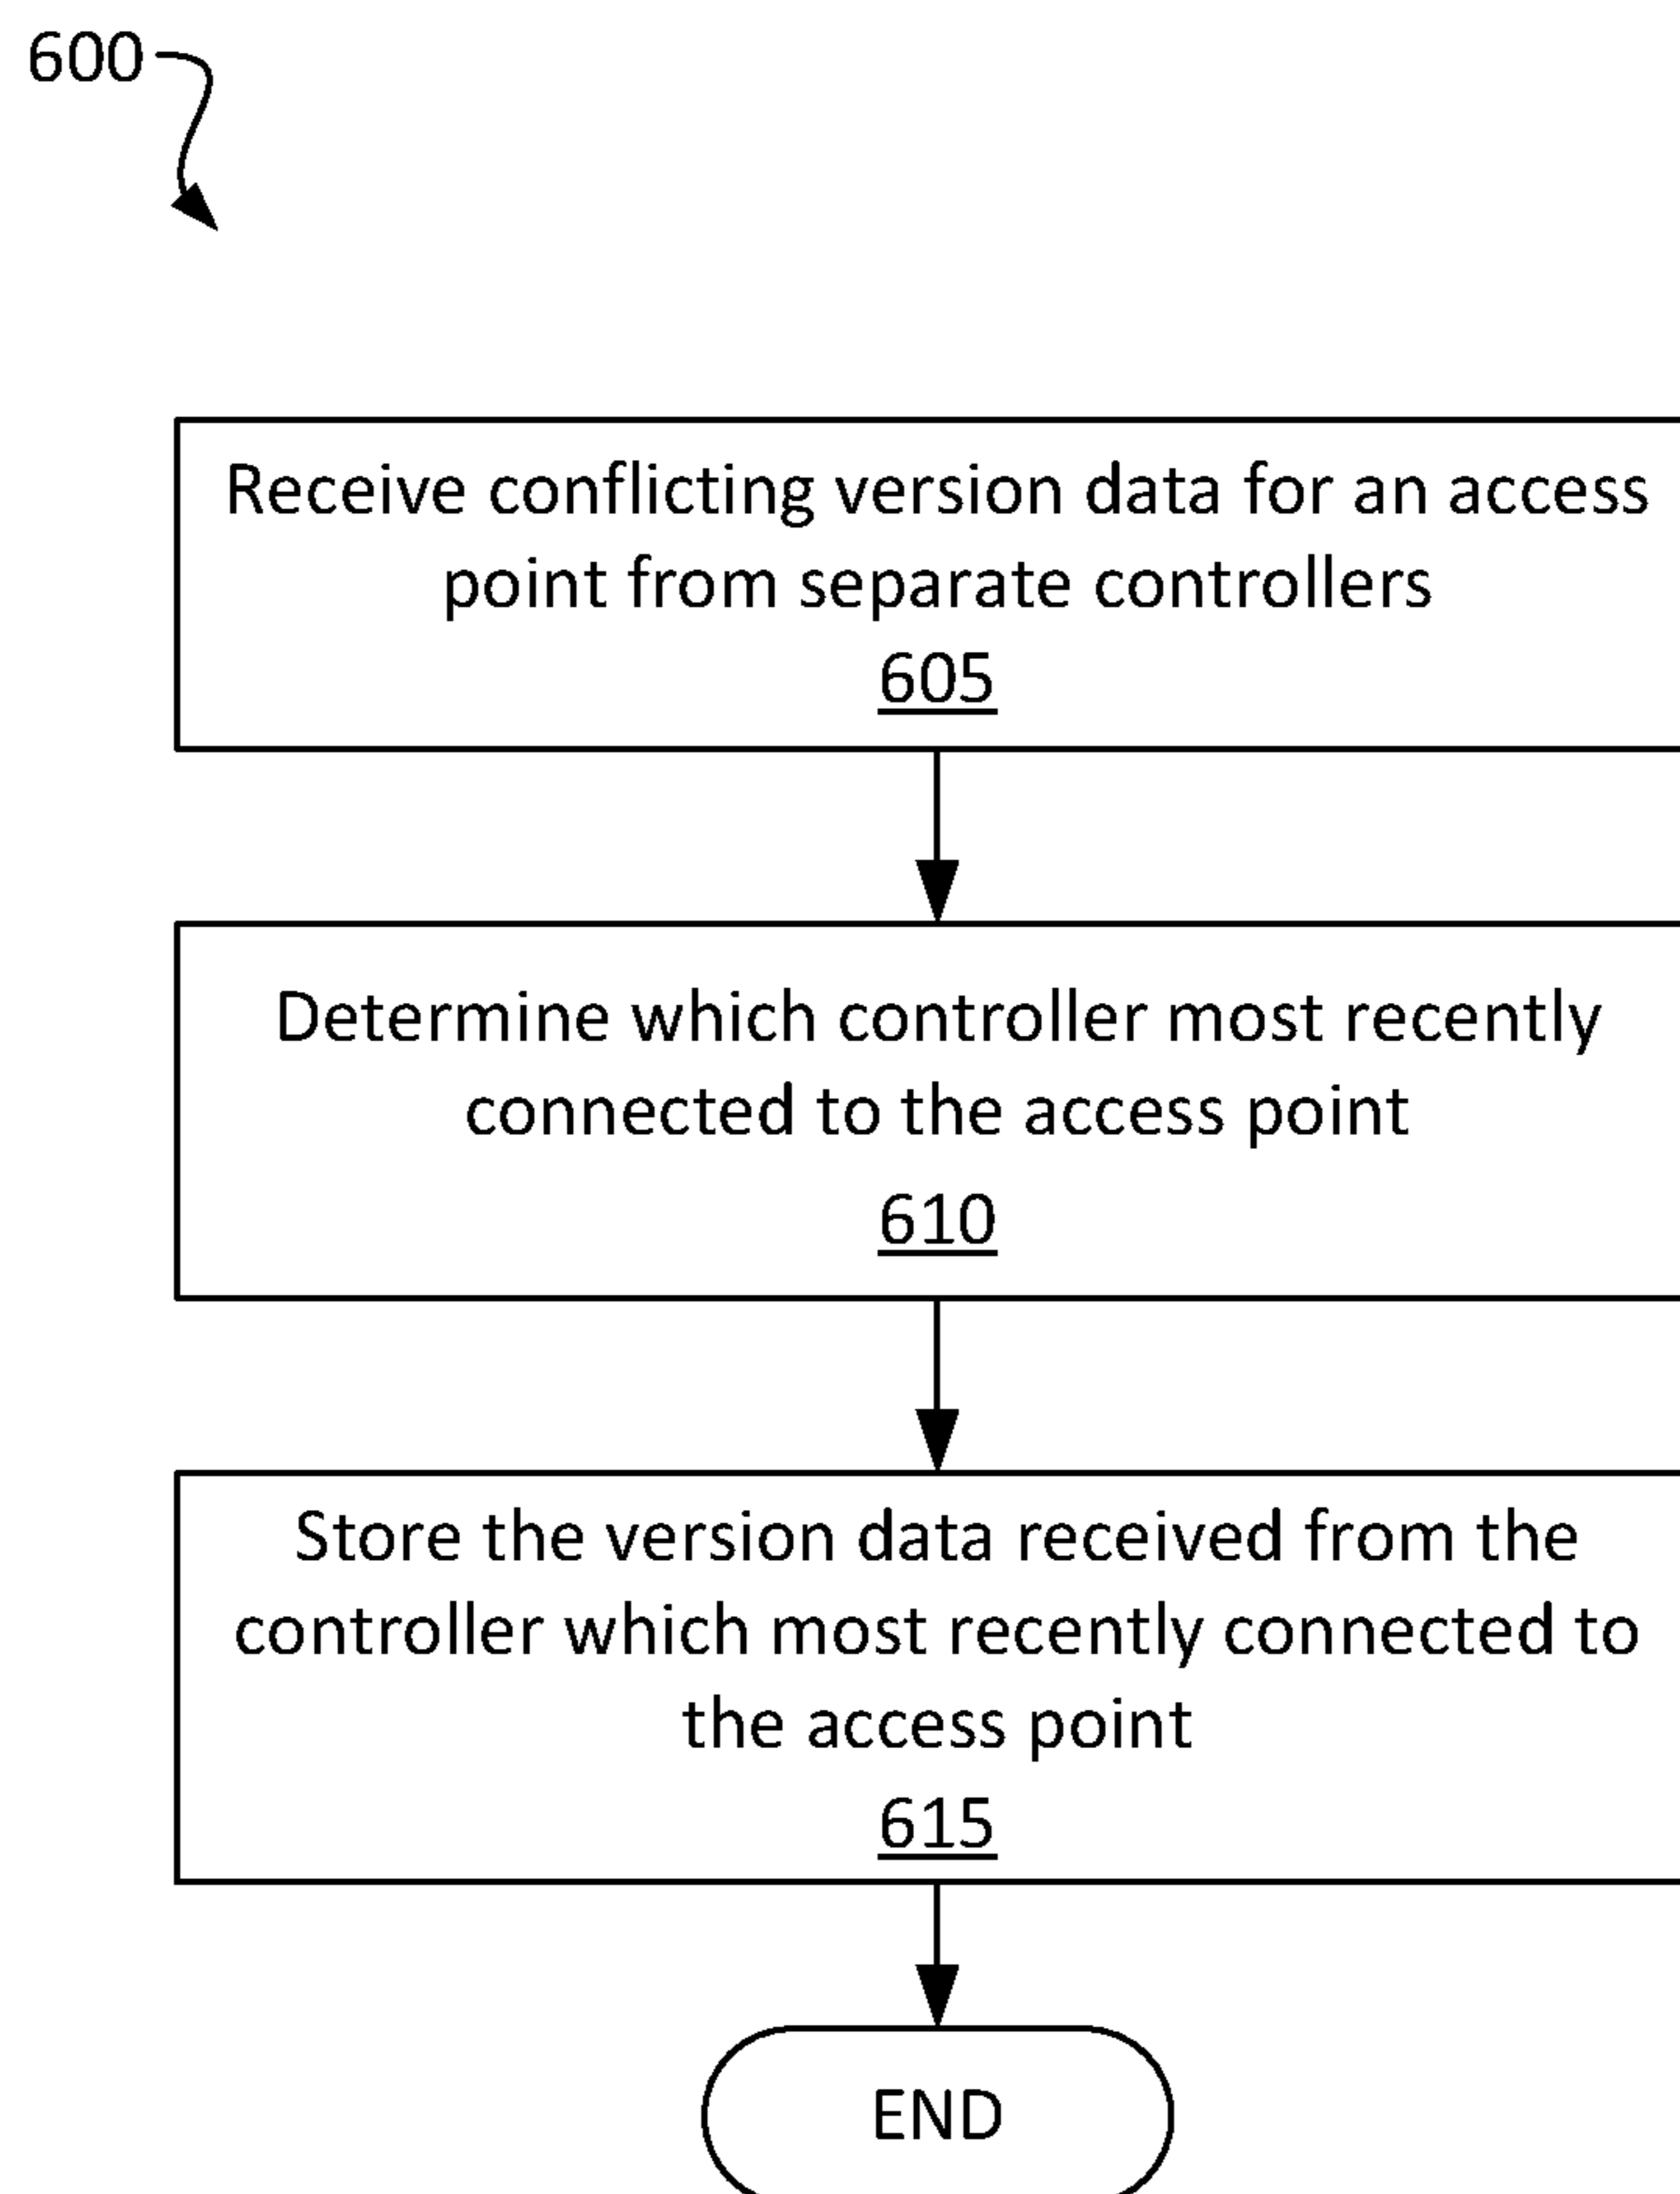 600
Receive conflicting version data for an access
point from separate controllers
605
Determine which controller most recently
connected to the access point
610
Store the version data received from the
controller which most recently connected to
the access point
615
END